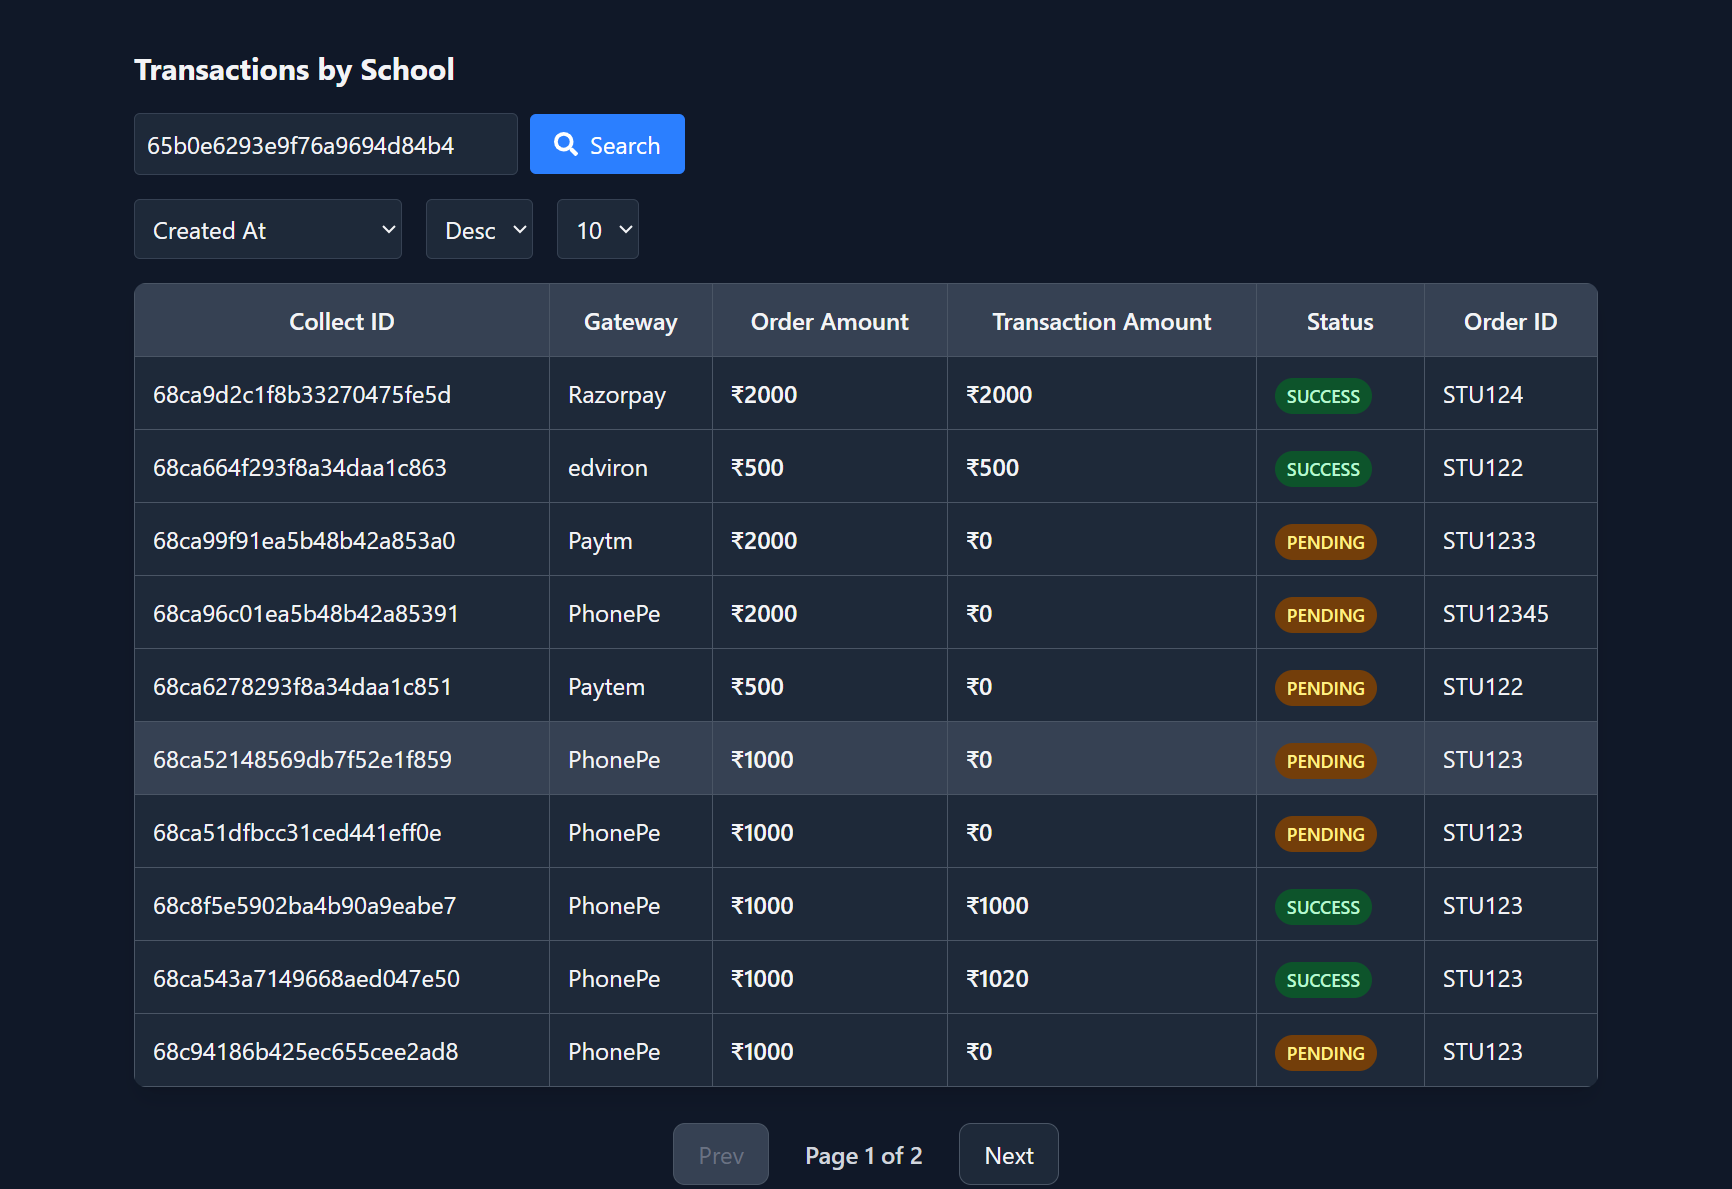 Transactions by School
65b0e6293e9f76a9694d84b4 Search
Created At Desc 10
Collect ID Gateway Order Amount Transaction Amount Status Order ID
68ca9d2c1f8b33270475fe5d Razorpay ₹2000 ₹2000 SUCCESS STU124
68ca664f293f8a34daa1c863 edviron ₹500 ₹500 SUCCESS STU122
68ca99f91ea5b48b42a853a0 Paytm ₹2000 ₹0 PENDING STU1233
68ca96c01ea5b48b42a85391 PhonePe ₹2000 ₹0 PENDING STU12345
68ca6278293f8a34daa1c851 Paytem ₹500 ₹0 PENDING STU122
68ca52148569db7f52e1f859 PhonePe ₹1000 ₹0 PENDING STU123
68ca51dfbcc31ced441eff0e PhonePe ₹1000 ₹0 PENDING STU123
68c8f5e5902ba4b90a9eabe7 PhonePe ₹1000 ₹1000 SUCCESS STU123
68ca543a7149668aed047e50 PhonePe ₹1000 ₹1020 SUCCESS STU123
68c94186b425ec655cee2ad8 PhonePe ₹1000 ₹0 PENDING STU123
Prev Page 1 of 2 Next